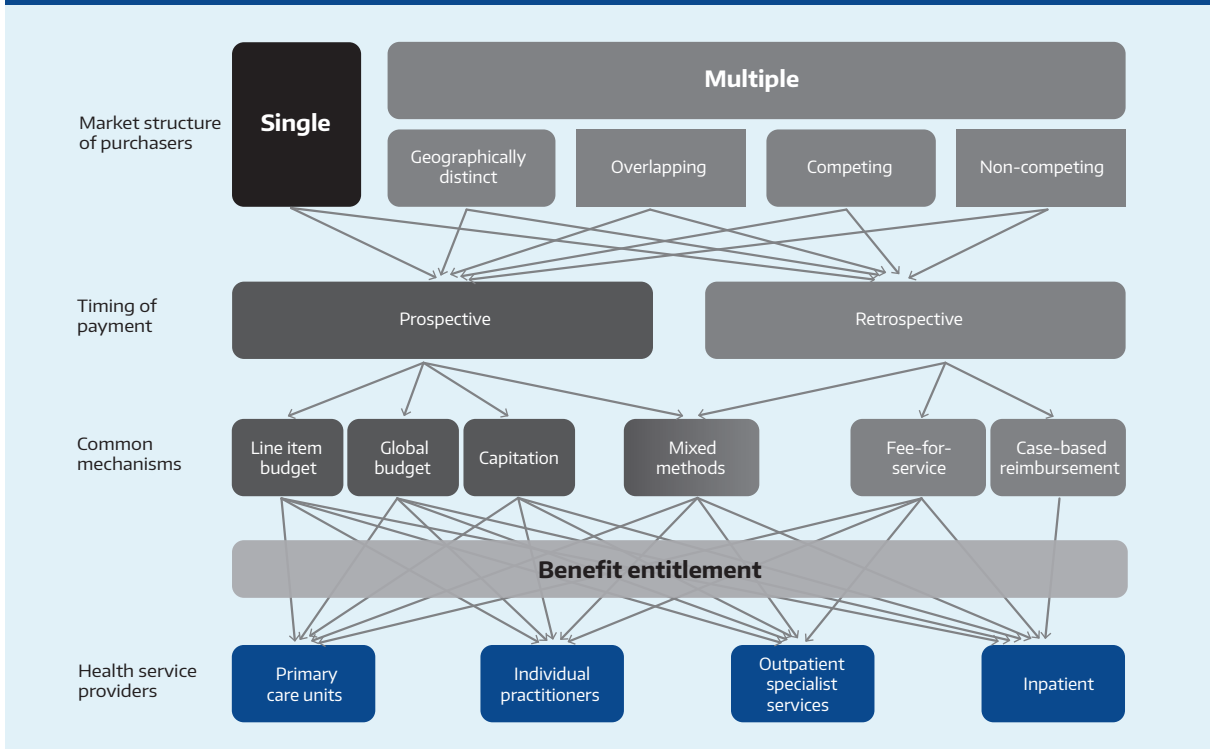 Market structure
of purchasers
Single
Multiple
Geographically
distinct
Overlapping
Competing
Non-competing
Timing of
payment
Prospective
Retrospective
Common
mechanisms
Line item
budget
Global
budget
Capitation
Mixed
methods
Fee-for-
service
Case-based
reimbursement
Benefit entitlement
Health service
providers
Primary
care units
Individual
practitioners
Outpatient
specialist
services
Inpatient